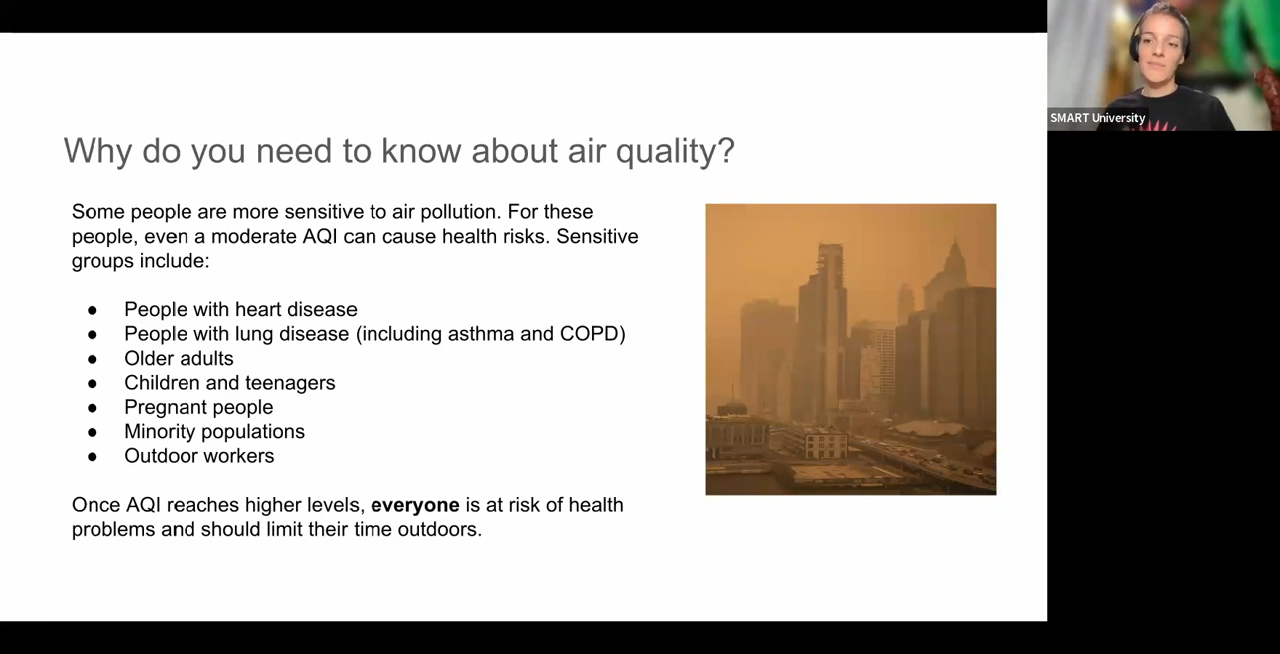 Why do you need to know about air quality?
Some people are more sensitive to air pollution. For these
people, even a moderate AQI can cause health risks. Sensitive
groups include:
● People with heart disease
● People with lung disease (including asthma and COPD)
● Older adults
● Children and teenagers
● Pregnant people
● Minority populations
● Outdoor workers
Once AQI reaches higher levels, everyone is at risk of health
problems and should limit their time outdoors.
SMART University